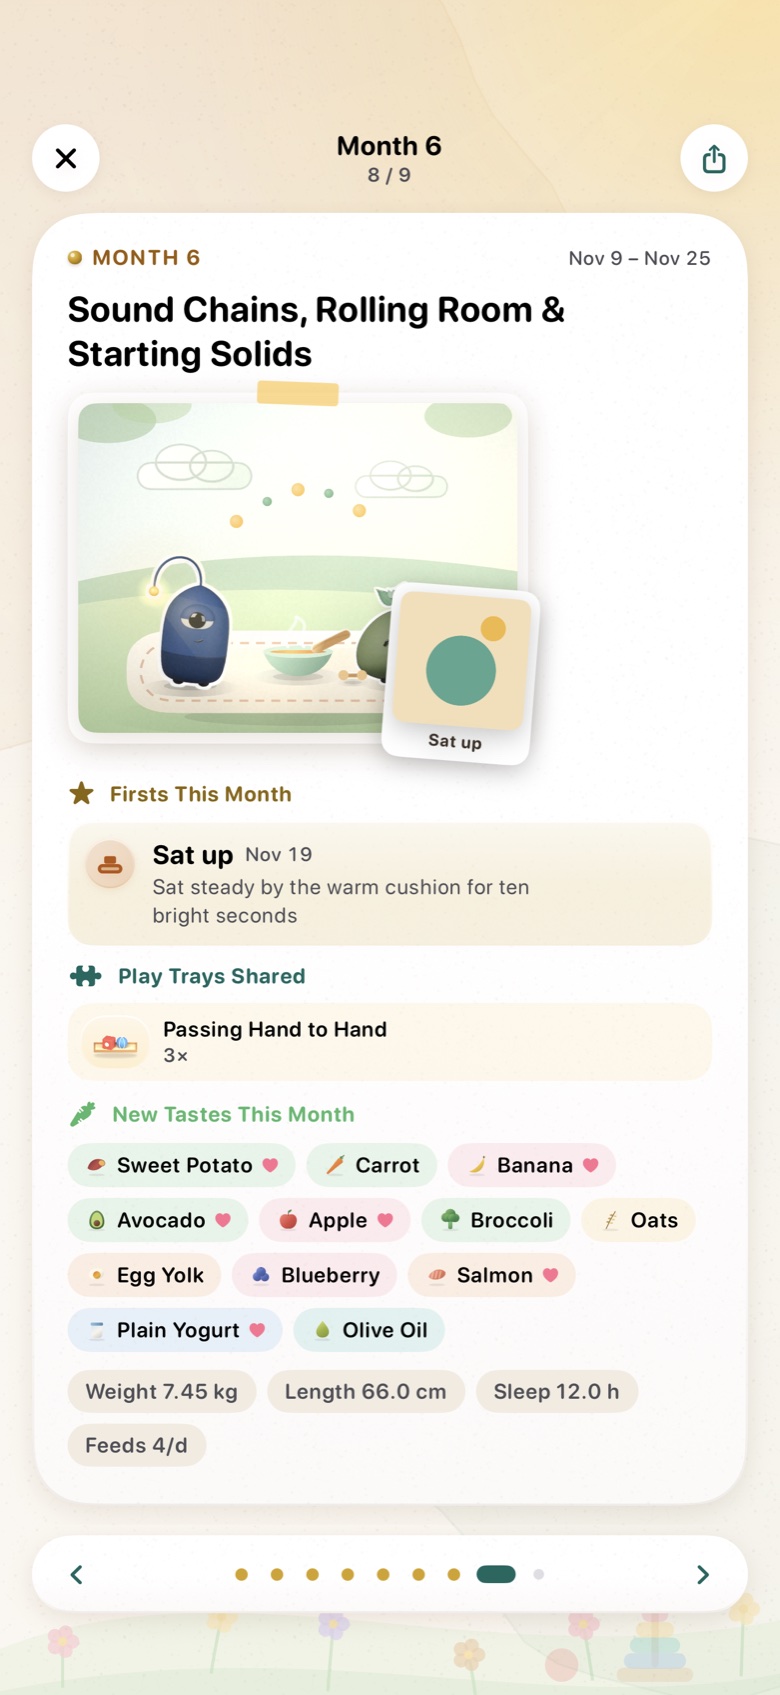 Month 6
8 / 9
MONTH 6
Nov 9 – Nov 25
Sound Chains, Rolling Room &
Starting Solids
Sat up
Firsts This Month
Sat up Nov 19
Sat steady by the warm cushion for ten
bright seconds
Play Trays Shared
Passing Hand to Hand
3×
New Tastes This Month
Sweet Potato
Carrot
Banana
Avocado
Apple
Broccoli
Oats
Egg Yolk
Blueberry
Salmon
Plain Yogurt
Olive Oil
Weight 7.45 kg
Length 66.0 cm
Sleep 12.0 h
Feeds 4/d